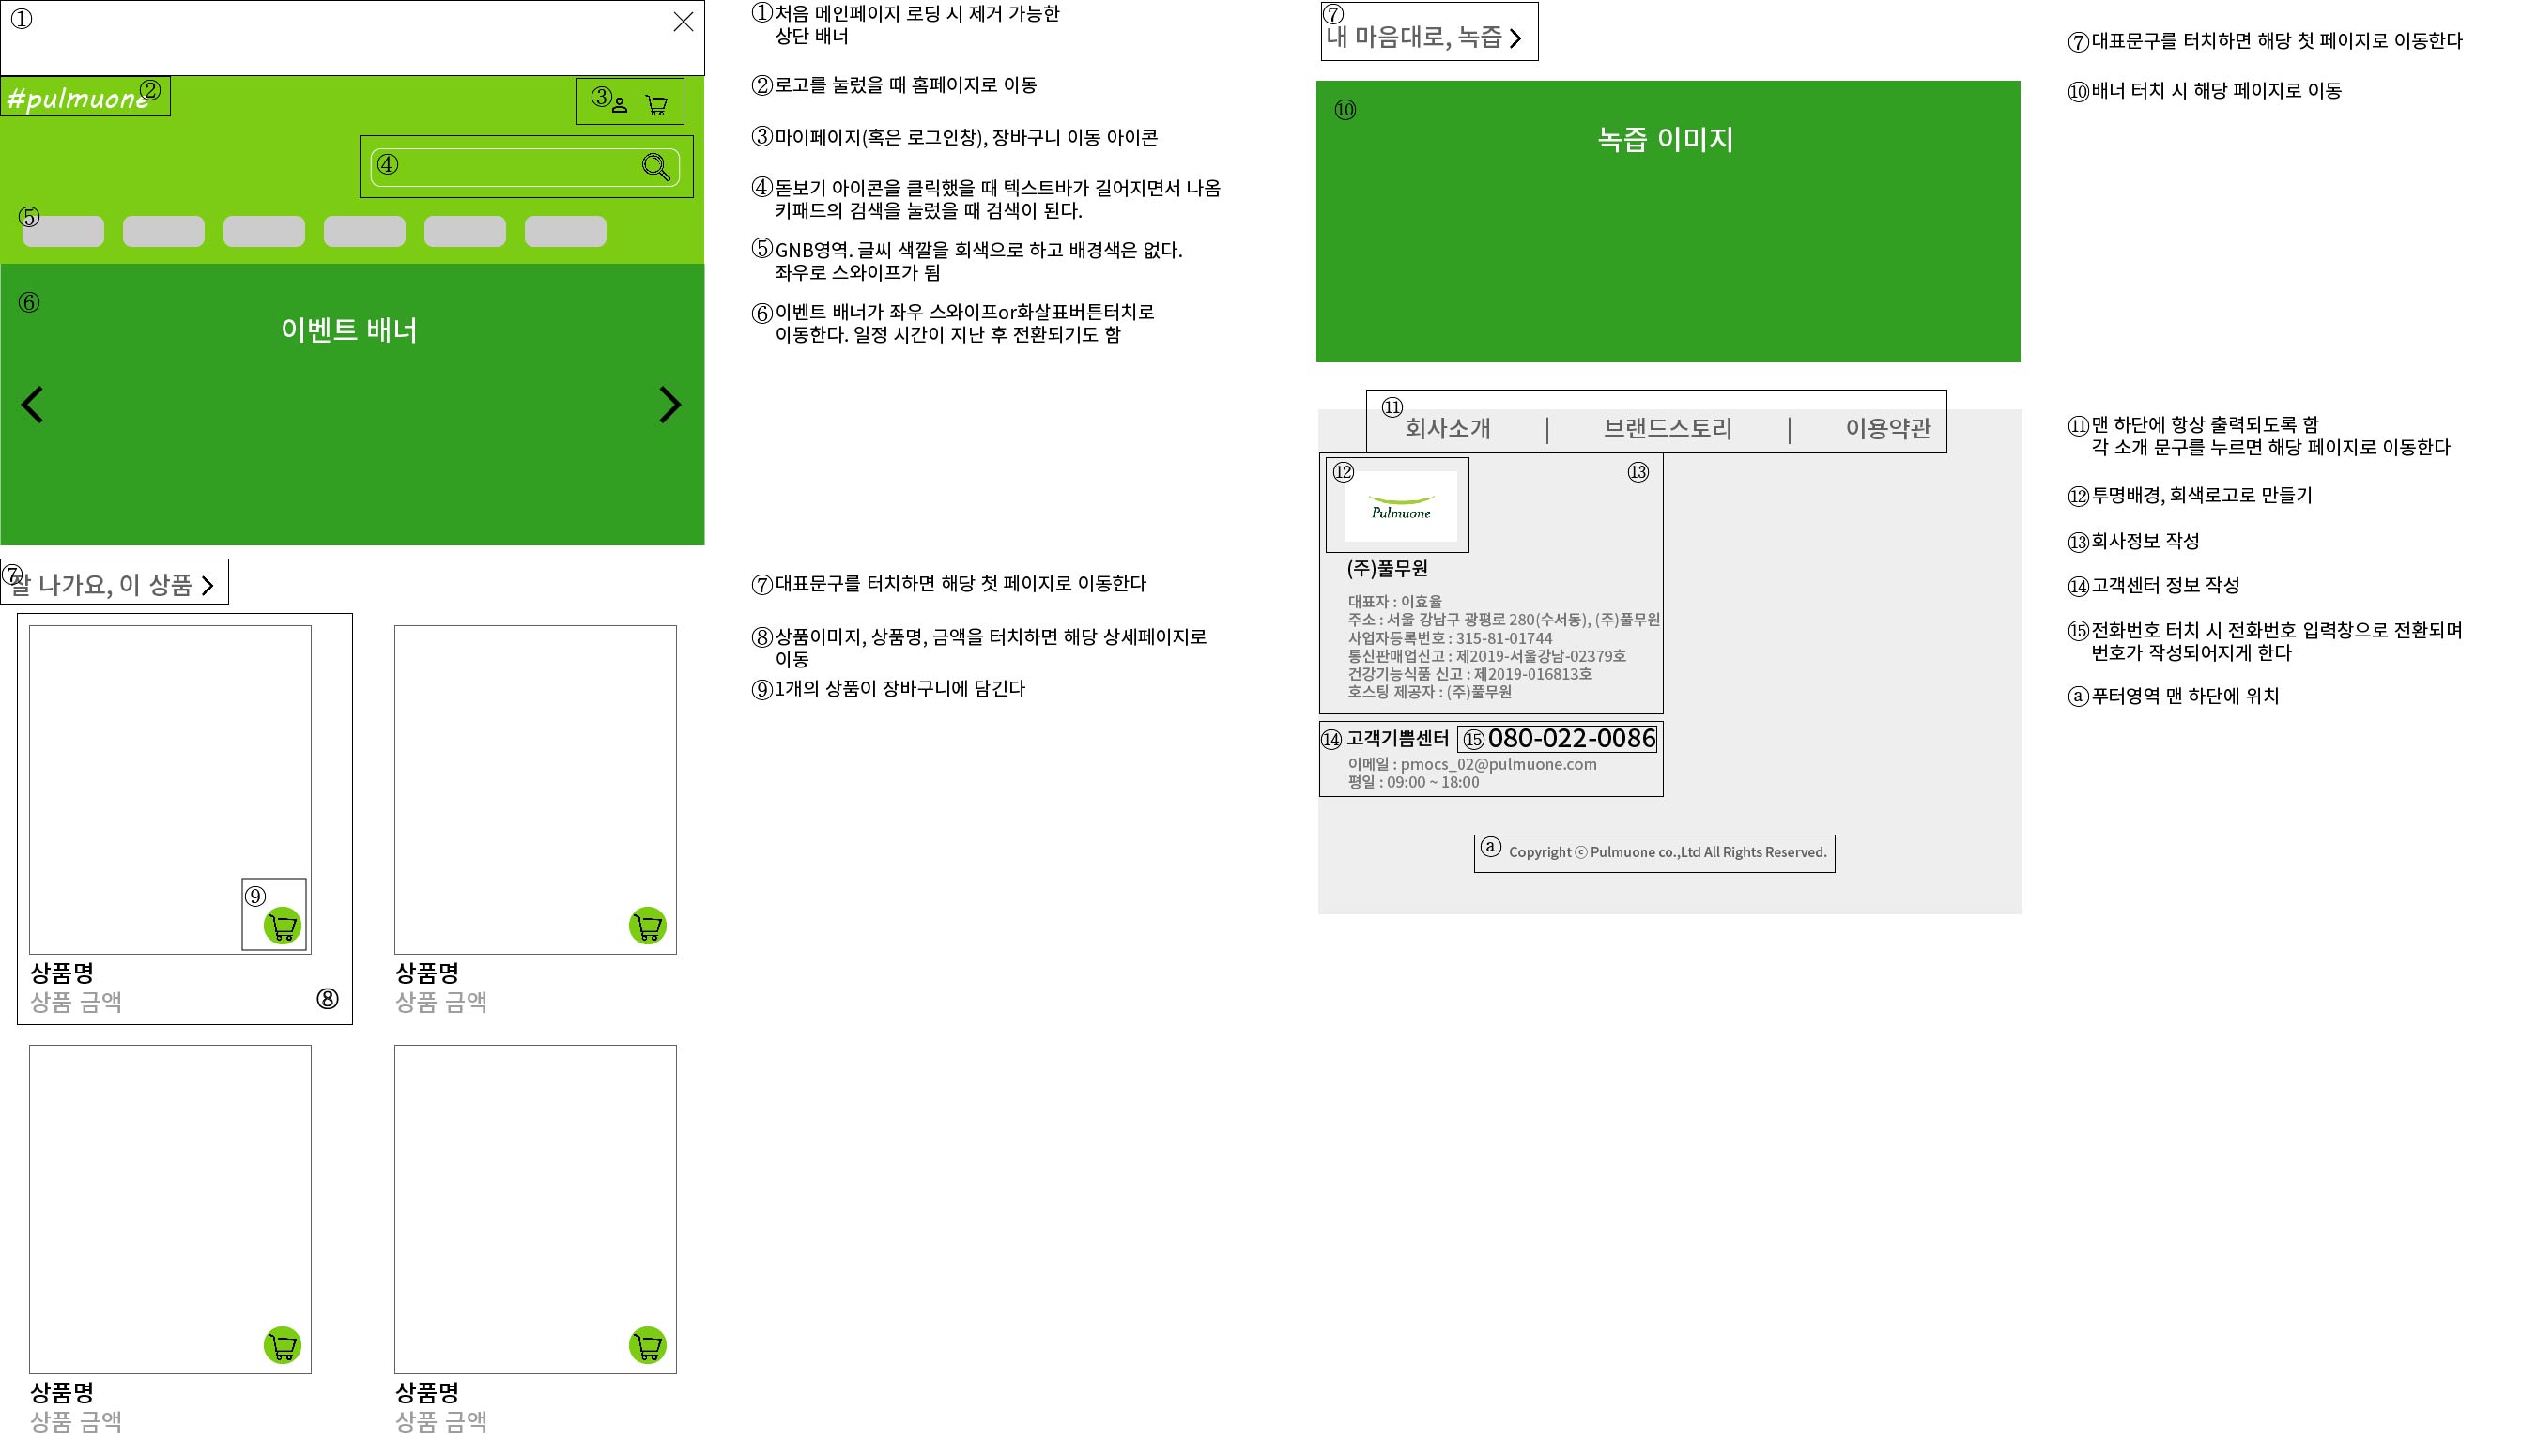 ①
#pulmuone
②
③
④
⑤
⑥
이벤트 배너
⑦
잘 나가요, 이 상품
⑨
상품명
상품 금액
⑧
상품명
상품 금액
상품명
상품 금액
상품명
상품 금액
①처음 메인페이지 로딩 시 제거 가능한
상단 배너
②로고를 눌렀을 때 홈페이지로 이동
③마이페이지(혹은 로그인창), 장바구니 이동 아이콘
④돋보기 아이콘을 클릭했을 때 텍스트바가 길어지면서 나옴
키패드의 검색을 눌렀을 때 검색이 된다.
⑤GNB영역. 글씨 색깔을 회색으로 하고 배경색은 없다.
좌우로 스와이프가 됨
⑥이벤트 배너가 좌우 스와이프or화살표버튼터치로
이동한다. 일정 시간이 지난 후 전환되기도 함
⑦대표문구를 터치하면 해당 첫 페이지로 이동한다
⑧상품이미지, 상품명, 금액을 터치하면 해당 상세페이지로
이동
⑨1개의 상품이 장바구니에 담긴다
⑦
내 마음대로, 녹즙
⑩
녹즙 이미지
⑪
회사소개 | 브랜드스토리 | 이용약관
⑫
⑬
Pulmuone
(주)풀무원
대표자 : 이효율
주소 : 서울 강남구 광평로 280(수서동), (주)풀무원
사업자등록번호 : 315-81-01744
통신판매업신고 : 제2019-서울강남-02379호
건강기능식품 신고 : 제2019-016813호
호스팅 제공자 : (주)풀무원
⑭ 고객기쁨센터 ⑮ 080-022-0086
이메일 : pmocs_02@pulmuone.com
평일 : 09:00 ~ 18:00
ⓐ Copyright ⓒ Pulmuone co.,Ltd All Rights Reserved.
⑦대표문구를 터치하면 해당 첫 페이지로 이동한다
⑩배너 터치 시 해당 페이지로 이동
⑪맨 하단에 항상 출력되도록 함
각 소개 문구를 누르면 해당 페이지로 이동한다
⑫투명배경, 회색로고로 만들기
⑬회사정보 작성
⑭고객센터 정보 작성
⑮전화번호 터치 시 전화번호 입력창으로 전환되며
번호가 작성되어지게 한다
ⓐ푸터영역 맨 하단에 위치